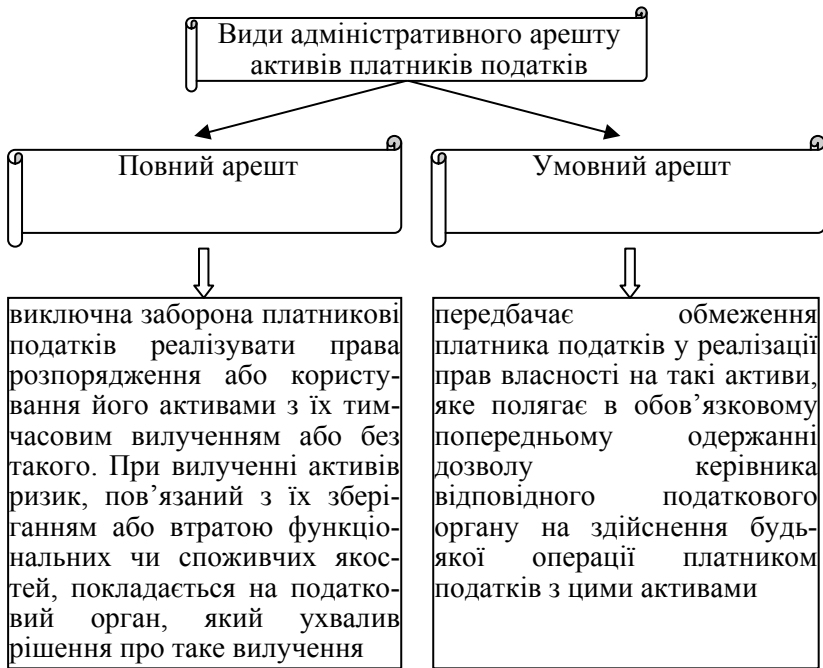 Види адміністративного арешту
активів платників податків
Повний арешт
Умовний арешт
виключна заборона платникові
податків реалізувати права
розпорядження або користу-
вання його активами з їх тим-
часовим вилученням або без
такого. При вилученні активів
ризик, пов’язаний з їх збері-
ганням або втратою функціо-
нальних чи споживчих якос-
тей, покладається на податко-
вий орган, який ухвалив
рішення про таке вилучення
передбачає обмеження
платника податків у реалізації
прав власності на такі активи,
яке полягає в обов’язковому
попередньому одержанні
дозволу керівника
відповідного податкового
органу на здійснення будь-
якої операції платником
податків з цими активами